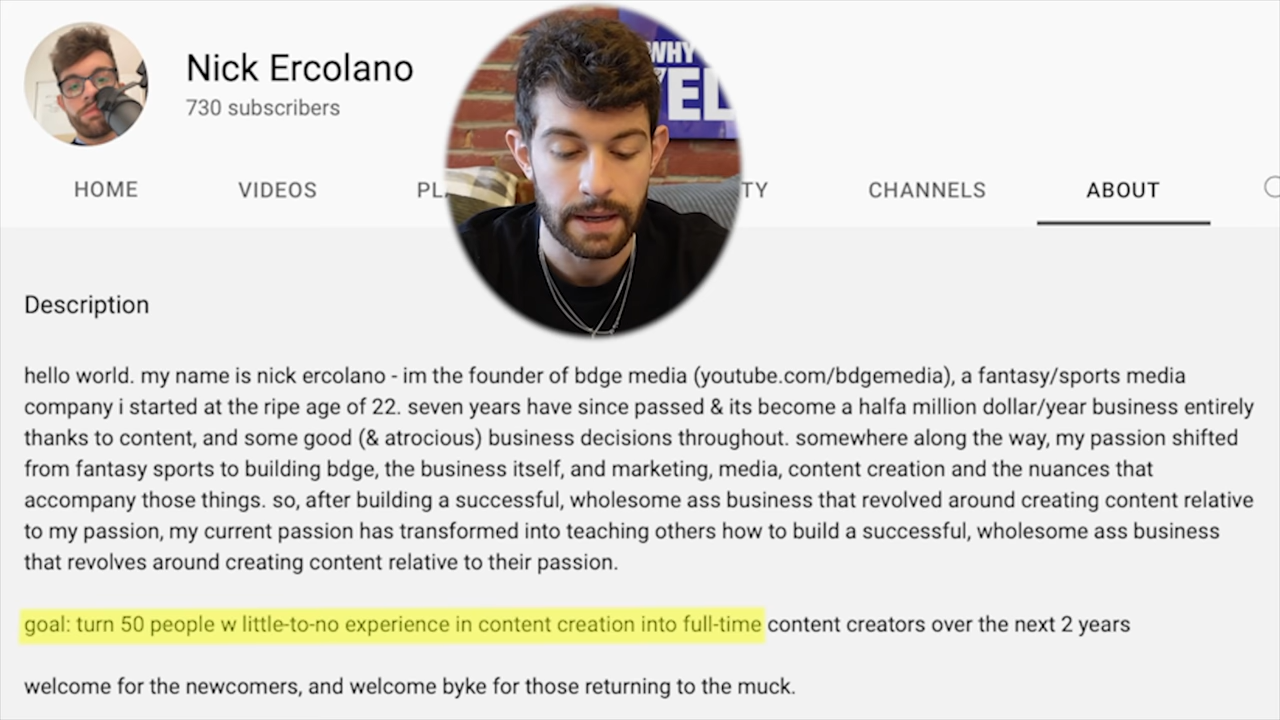 Nick Ercolano
730 subscribers
WHY
HOME VIDEOS PL TY CHANNELS ABOUT
Description
hello world. my name is nick ercolano - im the founder of bdge media (youtube.com/bdgemedia), a fantasy/sports media
company i started at the ripe age of 22. seven years have since passed & its become a halfa million dollar/year business entirely
thanks to content, and some good (& atrocious) business decisions throughout. somewhere along the way, my passion shifted
from fantasy sports to building bdge, the business itself, and marketing, media, content creation and the nuances that
accompany those things. so, after building a successful, wholesome ass business that revolved around creating content relative
to my passion, my current passion has transformed into teaching others how to build a successful, wholesome ass business
that revolves around creating content relative to their passion.
goal: turn 50 people w little-to-no experience in content creation into full-time content creators over the next 2 years
welcome for the newcomers, and welcome byke for those returning to the muck.